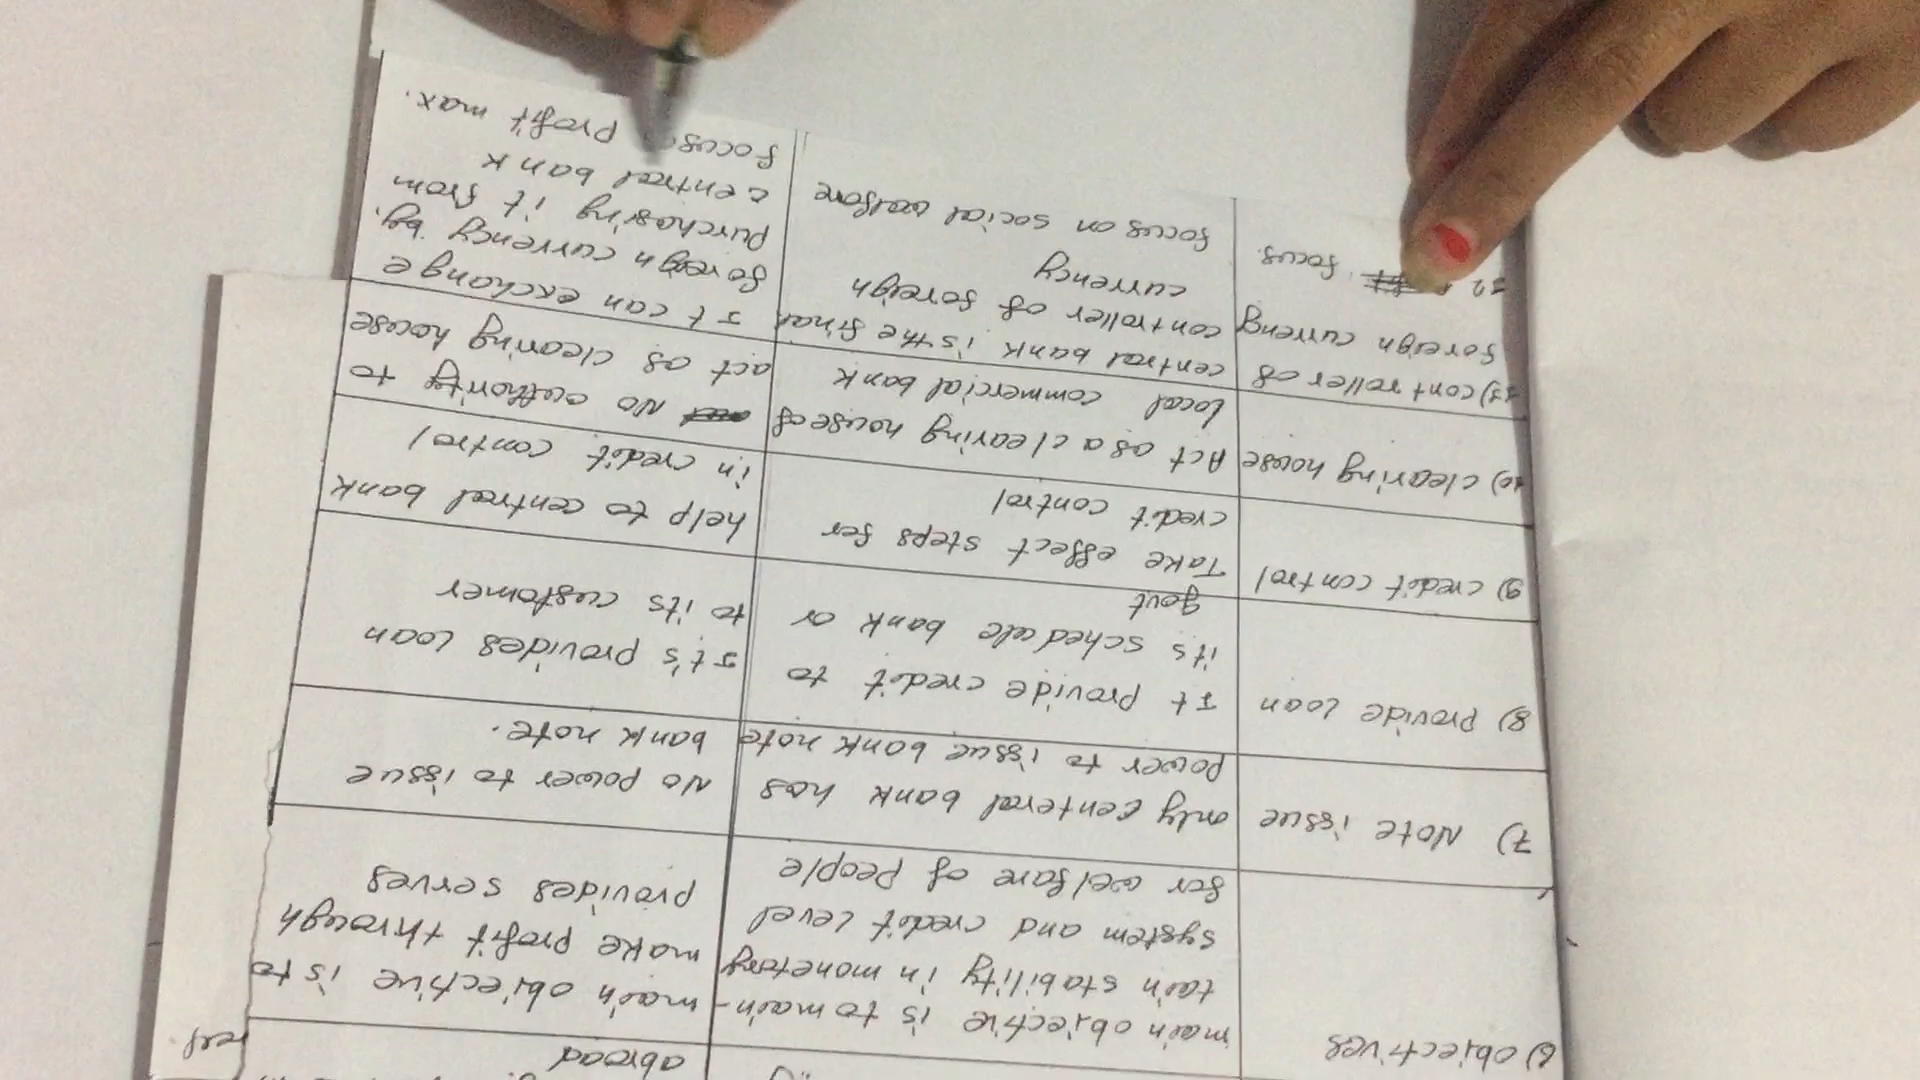 abroad
6) objectives
main objective is to main-
tain stability in monetory
system and credit level
for welfare of people
main objective is to
make profit through
provides serves
7) Note issue
only centeral bank has
power to issue bank note
No power to issue
bank note.
8) Provide loan
It provide credit to
its schedule bank or
govt
It's provides loan
to its customer
9) credit control
Take effect steps for
credit control
help to central bank
in credit control
10) clearing house
Act as a clearing house of
local commercial bank
No authority to
act as clearing house
11) controller of
foreign currency
central bank is the final
controller of foreign
currency
It can exchange
foreign currency by.
purchasing it from
central bank
12 focus.
focus on social welfare
focus Profit max.